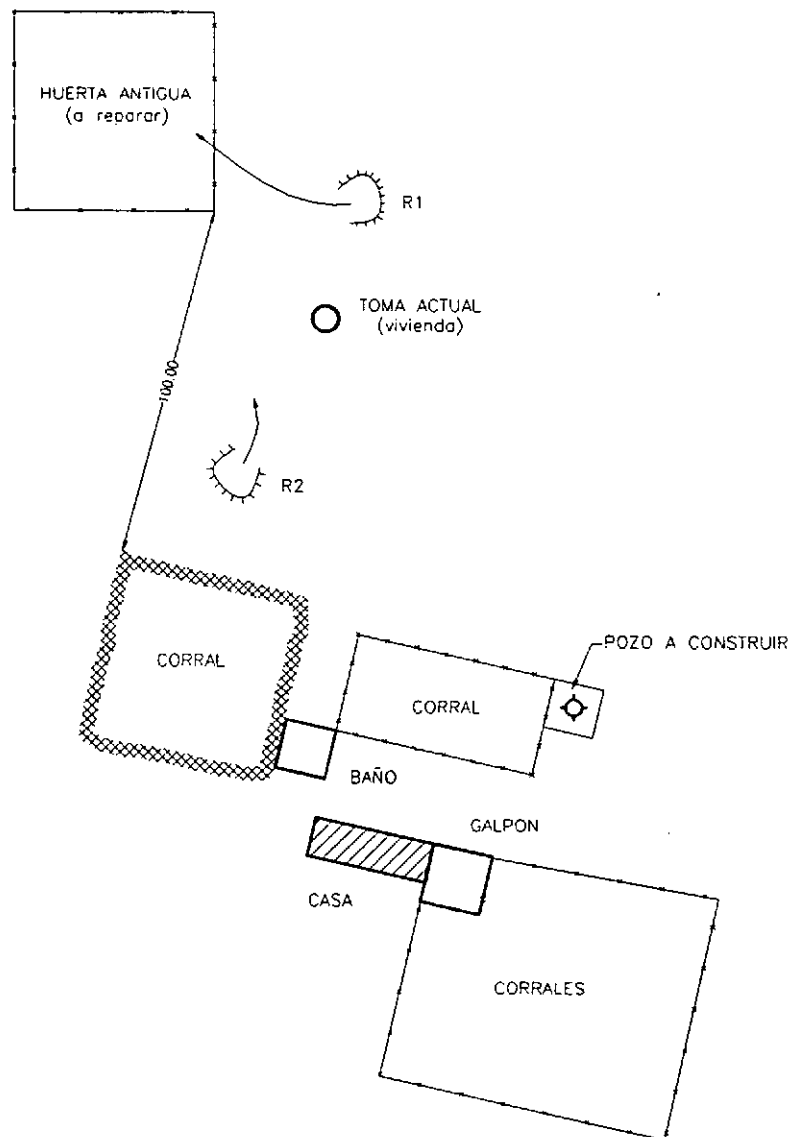 HUERTA ANTIGUA
(a reparar)
R1
TOMA ACTUAL
(vivienda)
100.00
R2
POZO A CONSTRUIR
CORRAL
CORRAL
BAÑO
GALPON
CASA
CORRALES